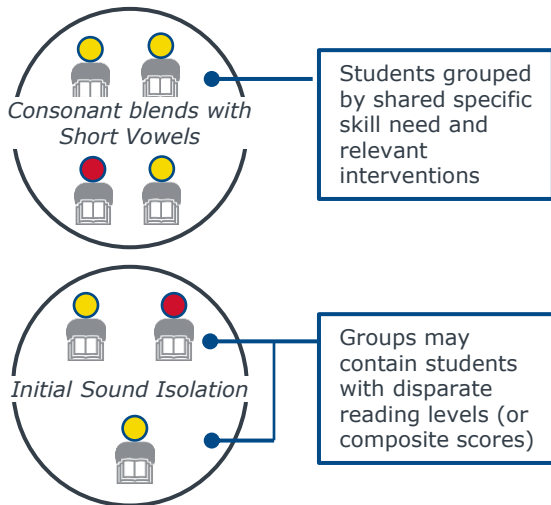 Consonant blends with
Short Vowels
Students grouped
by shared specific
skill need and
relevant
interventions
Initial Sound Isolation
Groups may
contain students
with disparate
reading levels (or
composite scores)